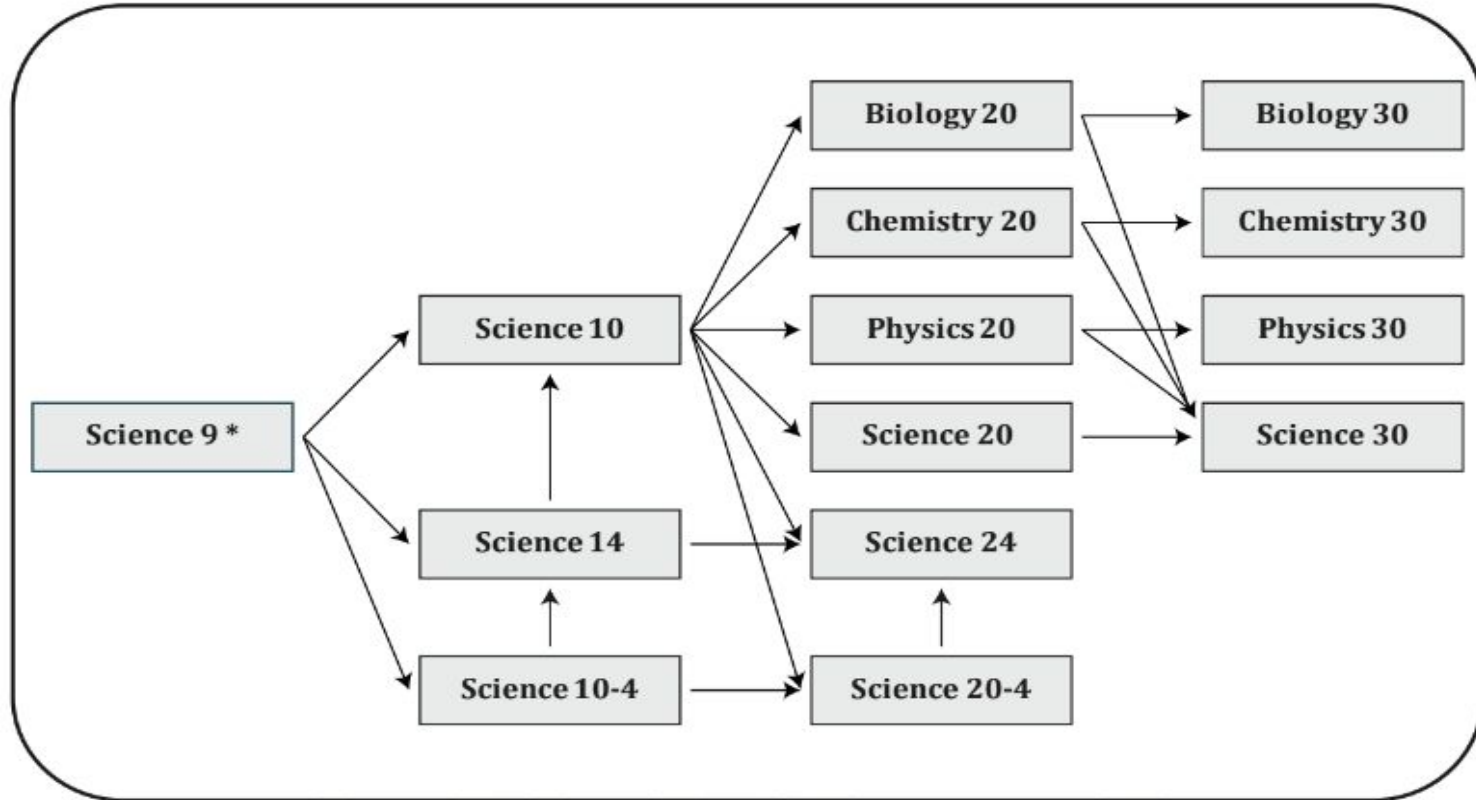 Biology 20
Biology 30
Chemistry 20
Chemistry 30
Science 10
Physics 20
Physics 30
Science 9 *
Science 20
Science 30
Science 14
Science 24
Science 10-4
Science 20-4